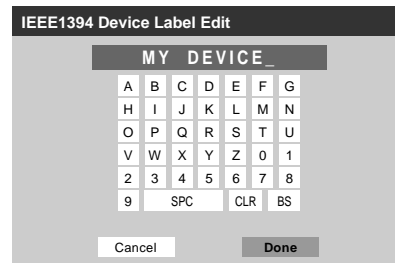 IEEE1394 Device Label Edit
MY DEVICE_
A B C D E F G
H I J K L M N
O P Q R S T U
V W X Y Z 0 1
2 3 4 5 6 7 8
9 SPC CLR BS
Cancel Done